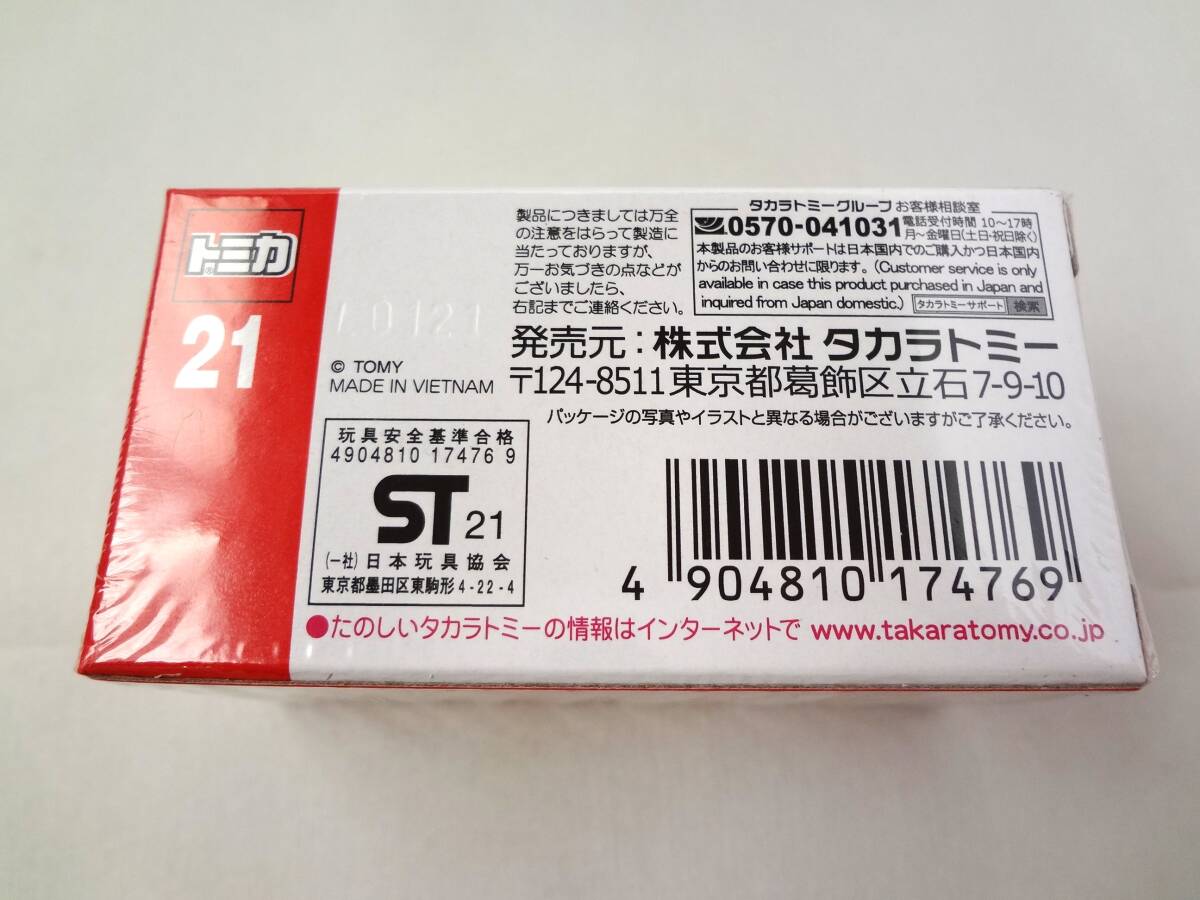 トミカ®
21
© TOMY
MADE IN VIETNAM
製品につきましては万全
の注意をはらって製造に
当たっておりますが、
万一お気づきの点などが
ございましたら、
右記までご連絡ください。
タカラトミーグループ お客様相談室
0570-041031 電話受付時間 10〜17時
月〜金曜日(土日・祝日除く)
本製品のお客様サポートは日本国内でのご購入かつ日本国内
からのお問い合わせに限ります。(Customer service is only
available in case this product purchased in Japan and
inquired from Japan domestic.) タカラトミーサポート 検索
発売元:株式会社 タカラトミー
〒124-8511東京都葛飾区立石7-9-10
パッケージの写真やイラストと異なる場合がございますがご了承ください。
玩具安全基準合格
4904810 17476 9
ST 21
(一社)日本玩具協会
東京都墨田区東駒形4-22-4
4 904810 174769
●たのしいタカラトミーの情報はインターネットで www.takaratomy.co.jp